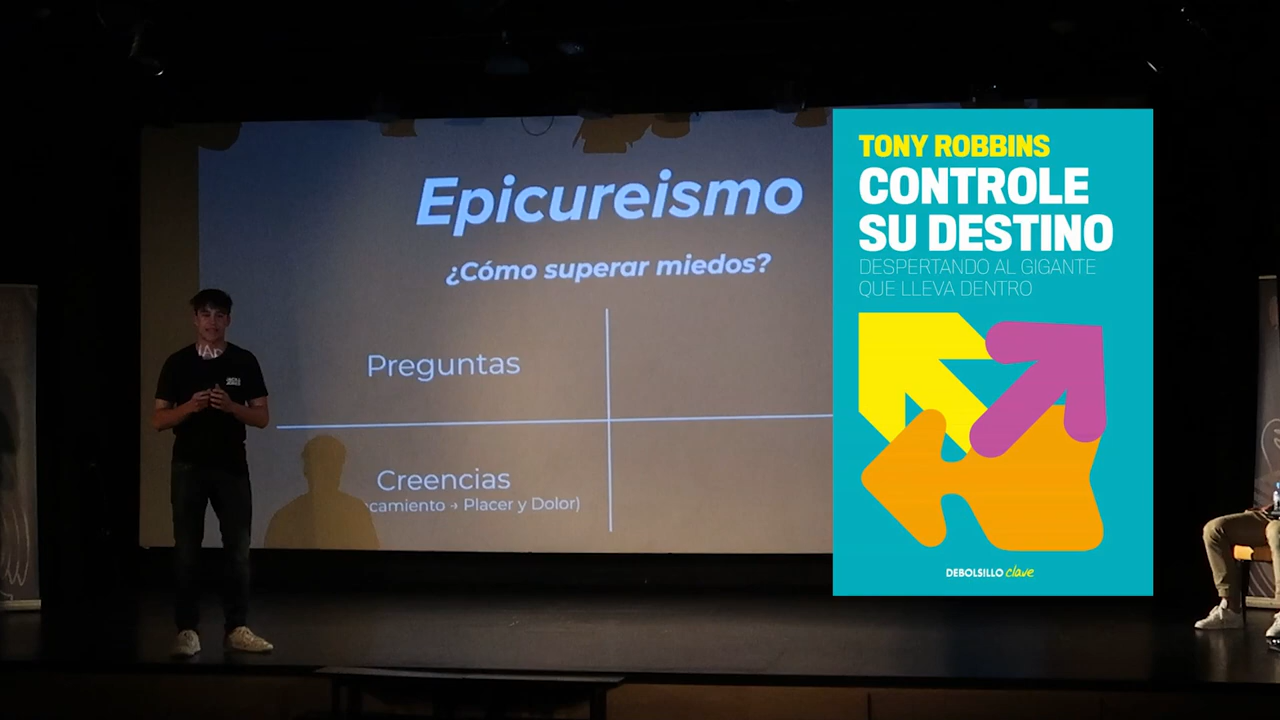 Epicureismo
¿Cómo superar miedos?
Preguntas
Creencias
camiento → Placer y Dolor)
TONY ROBBINS
CONTROLE
SU DESTINO
DESPERTANDO AL GIGANTE
QUE LLEVA DENTRO
DEBOLSILLO clave